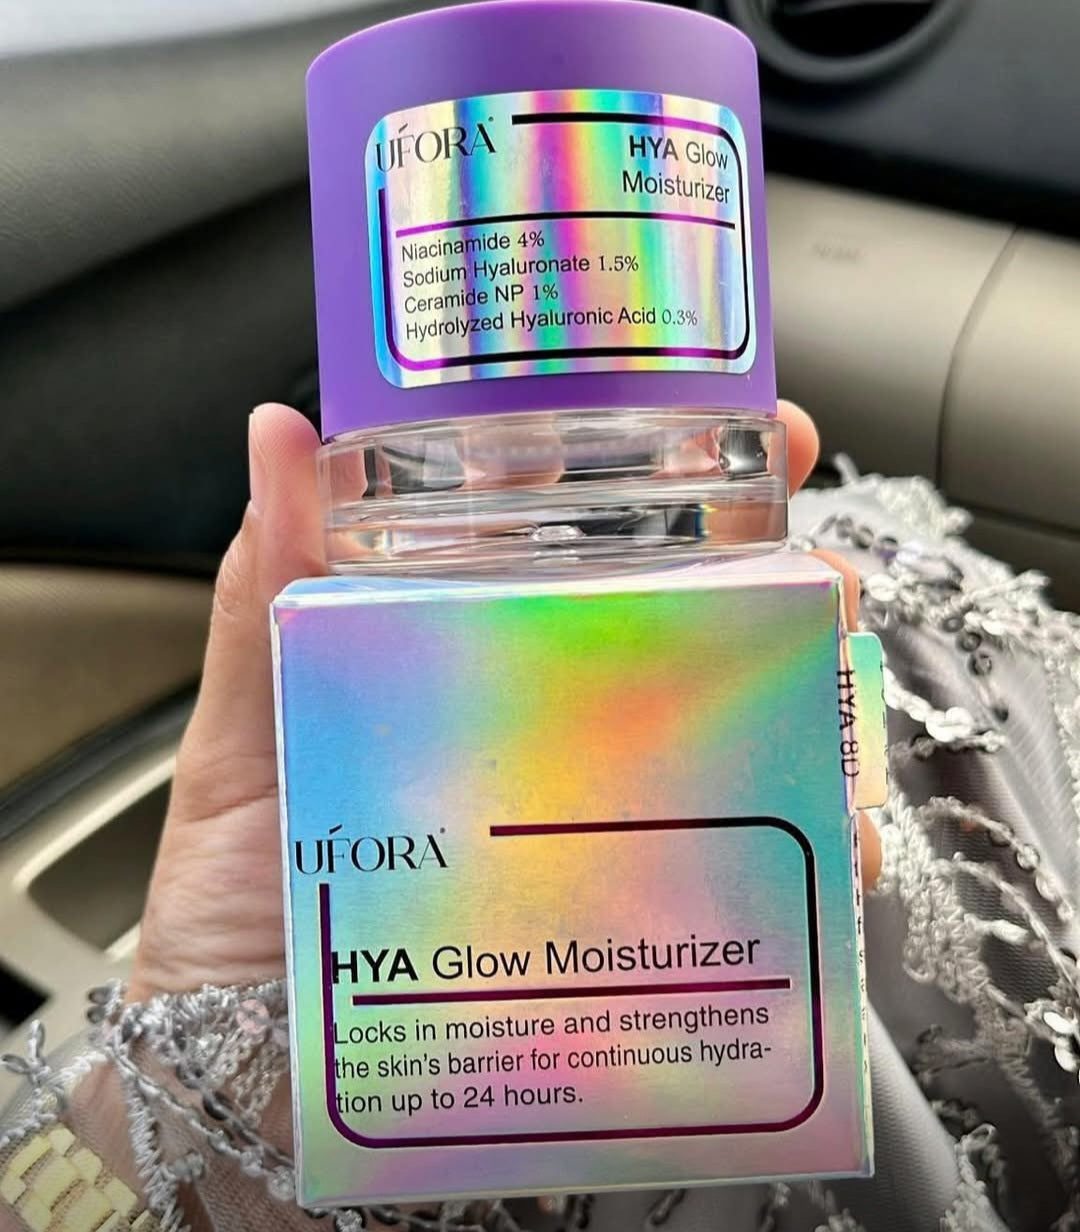 UFORA
HYA Glow
Moisturizer
Niacinamide 4%
Sodium Hyaluronate 1.5%
Ceramide NP 1%
Hydrolyzed Hyaluronic Acid 0.3%
HYA 8D
UFORA
HYA Glow Moisturizer
Locks in moisture and strengthens
the skin's barrier for continuous hydra-
tion up to 24 hours.